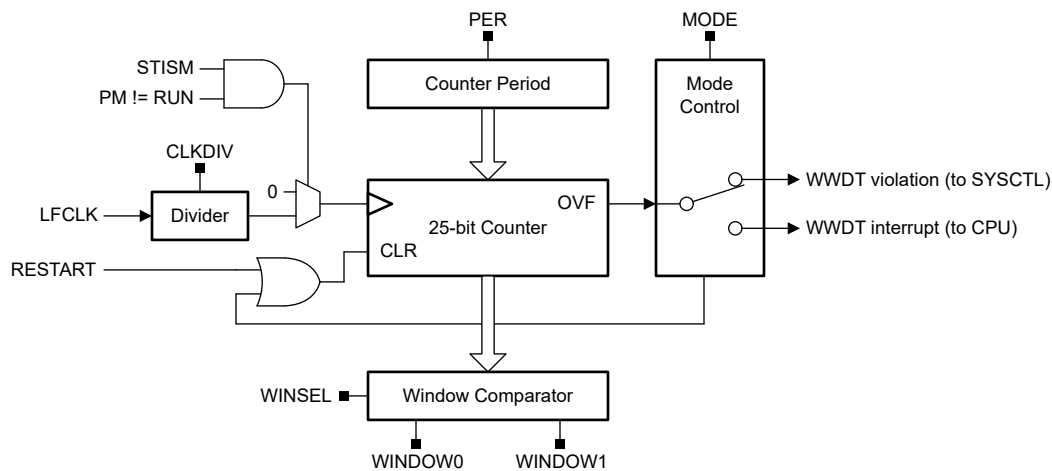 PER
MODE
STISM
PM != RUN
Counter Period
Mode
Control
CLKDIV
0
WWDT violation (to SYSCTL)
LFCLK
Divider
OVF
25-bit Counter
WWDT interrupt (to CPU)
CLR
RESTART
WINSEL
Window Comparator
WINDOW0
WINDOW1